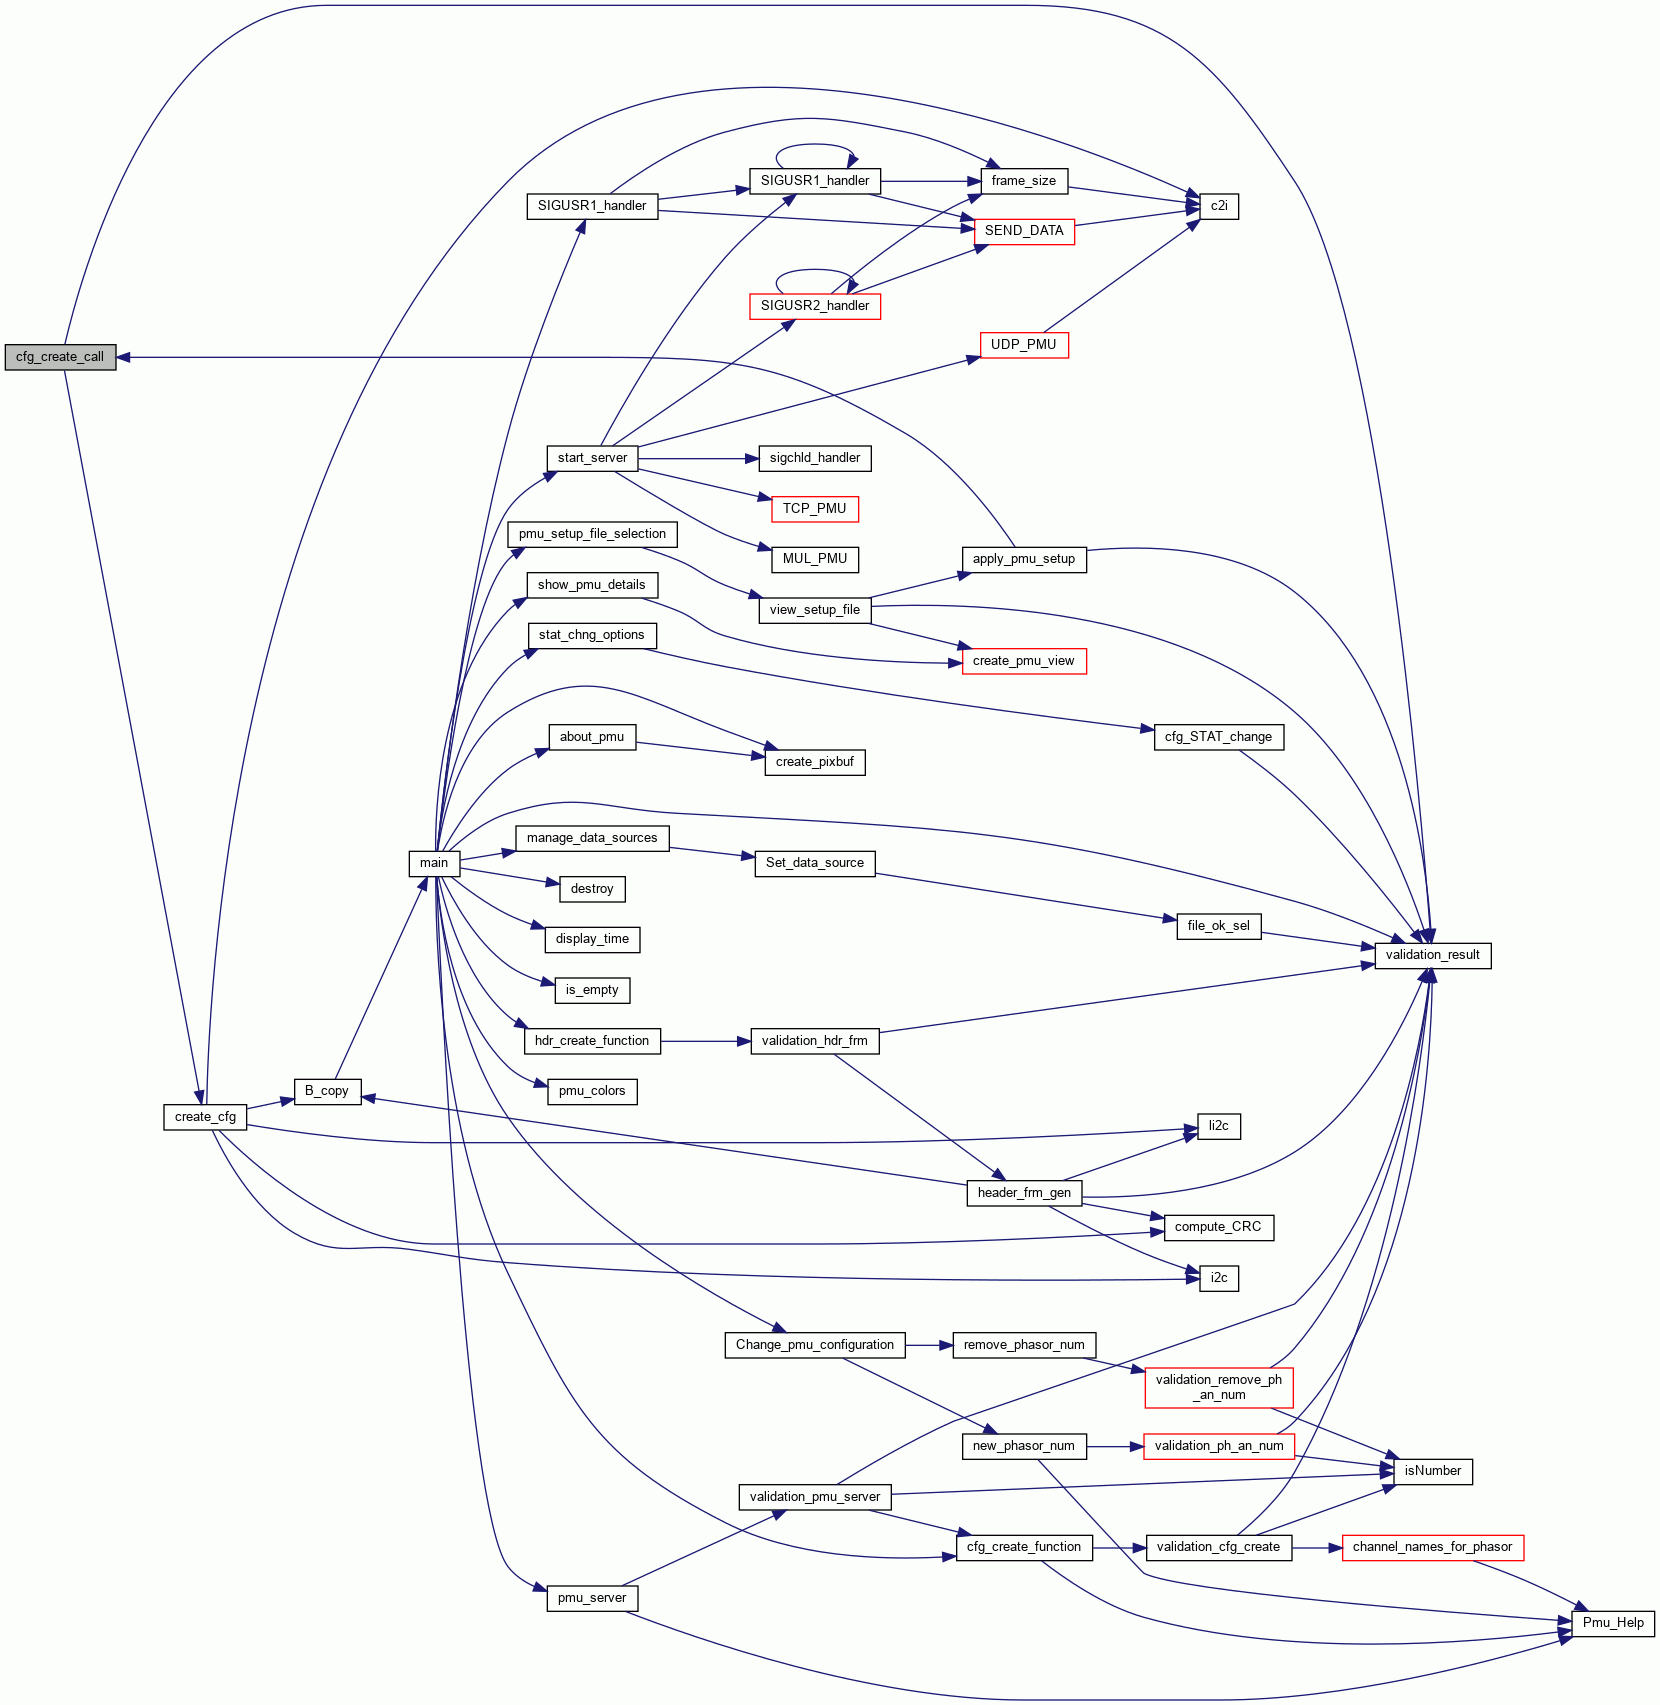 SIGUSR1_handler
frame_size
SIGUSR1_handler
c2i
SEND_DATA
SIGUSR2_handler
UDP_PMU
cfg_create_call
start_server
sigchld_handler
TCP_PMU
pmu_setup_file_selection
MUL_PMU
apply_pmu_setup
show_pmu_details
view_setup_file
stat_chng_options
create_pmu_view
about_pmu
cfg_STAT_change
create_pixbuf
manage_data_sources
main
Set_data_source
destroy
file_ok_sel
display_time
validation_result
is_empty
hdr_create_function
validation_hdr_frm
B_copy
pmu_colors
create_cfg
li2c
header_frm_gen
compute_CRC
i2c
Change_pmu_configuration
remove_phasor_num
validation_remove_ph
_an_num
new_phasor_num
validation_ph_an_num
isNumber
validation_pmu_server
cfg_create_function
validation_cfg_create
channel_names_for_phasor
pmu_server
Pmu_Help